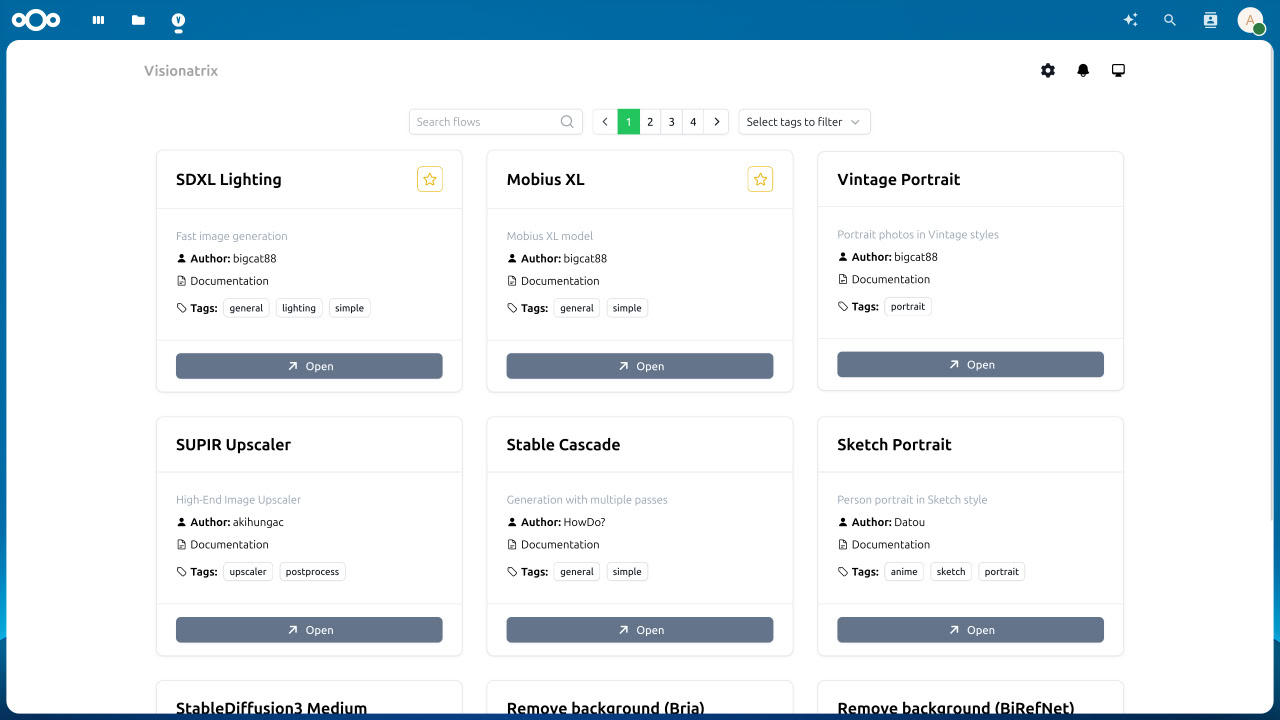 V
A
Visionatrix
Search flows
1 2 3 4
Select tags to filter
SDXL Lighting
Fast image generation
Author: bigcat88
Documentation
Tags: general lighting simple
Open
Mobius XL
Mobius XL model
Author: bigcat88
Documentation
Tags: general simple
Open
Vintage Portrait
Portrait photos in Vintage styles
Author: bigcat88
Documentation
Tags: portrait
Open
SUPIR Upscaler
High-End Image Upscaler
Author: akihungac
Documentation
Tags: upscaler postprocess
Open
Stable Cascade
Generation with multiple passes
Author: HowDo?
Documentation
Tags: general simple
Open
Sketch Portrait
Person portrait in Sketch style
Author: Datou
Documentation
Tags: anime sketch portrait
Open
StableDiffusion3 Medium
Remove background (Bria)
Remove background (BiRefNet)